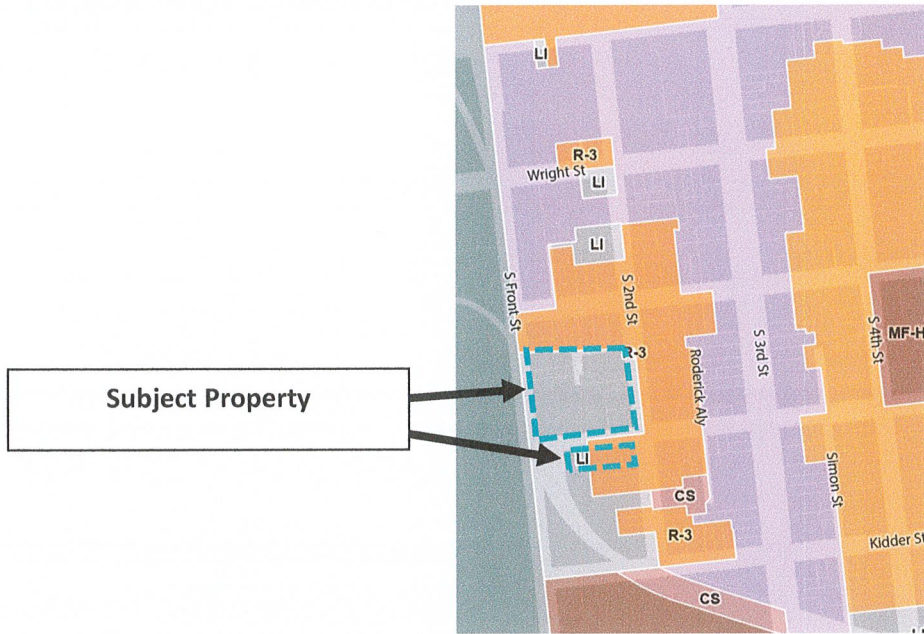 LI
R-3
Wright St
LI
LI
S Front St
S 2nd St
R-3
S 3rd St
S 4th St
MF-H
Roderick Aly
Subject Property
LI
Simon St
CS
R-3
Kidder St
CS